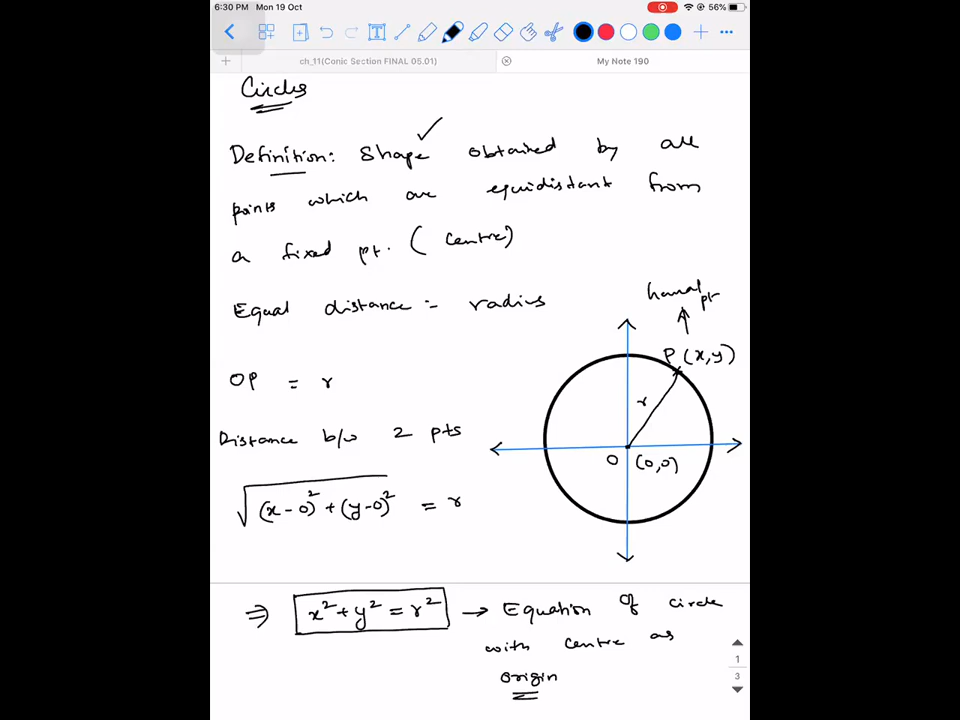 6:30 PM Mon 19 Oct
56%
ch_11(Conic Section FINAL 05.01)
My Note 190
Circles
Definition: Shape obtained by all
points which are equidistant from
a fixed pt. (centre)
Equal distance = radius
pt
P (x,y)
OP = r
r
Distance b/w 2 pts
O (0,0)
√(x-0)² + (y-0)² = r
⇒ x² + y² = r² → Equation of circle
with centre as
origin
1
3